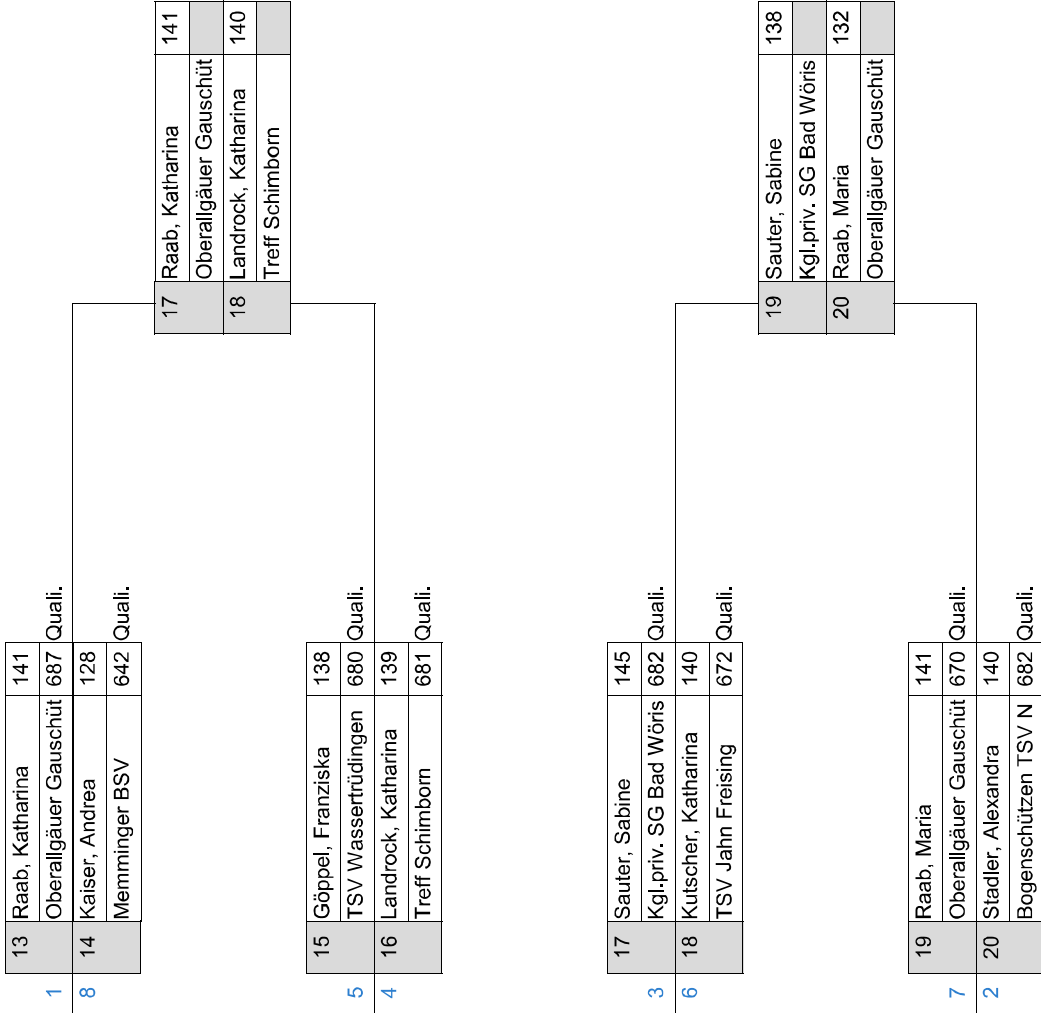 1 13 Raab, Katharina 141
Oberallgäuer Gauschüt 687 Quali.
8 14 Kaiser, Andrea 128
Memminger BSV 642 Quali.
5 15 Göppel, Franziska 138
TSV Wassertrüdingen 680 Quali.
4 16 Landrock, Katharina 139
Treff Schimborn 681 Quali.
3 17 Sauter, Sabine 145
Kgl.priv. SG Bad Wöris 682 Quali.
6 18 Kutscher, Katharina 140
TSV Jahn Freising 672 Quali.
7 19 Raab, Maria 141
Oberallgäuer Gauschüt 670 Quali.
2 20 Stadler, Alexandra 140
Bogenschützen TSV N 682 Quali.
17 Raab, Katharina 141
Oberallgäuer Gauschüt
18 Landrock, Katharina 140
Treff Schimborn
19 Sauter, Sabine 138
Kgl.priv. SG Bad Wöris
20 Raab, Maria 132
Oberallgäuer Gauschüt